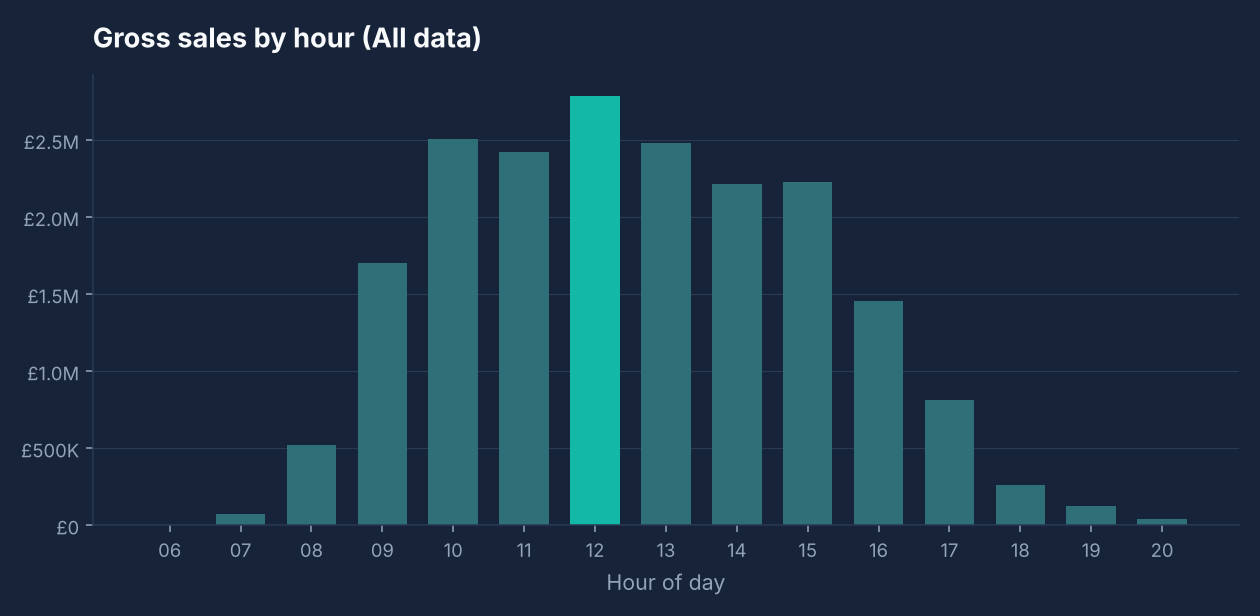 Gross sales by hour (All data)
£2.5M
£2.0M
£1.5M
£1.0M
£500K
£0
06 07 08 09 10 11 12 13 14 15 16 17 18 19 20
Hour of day